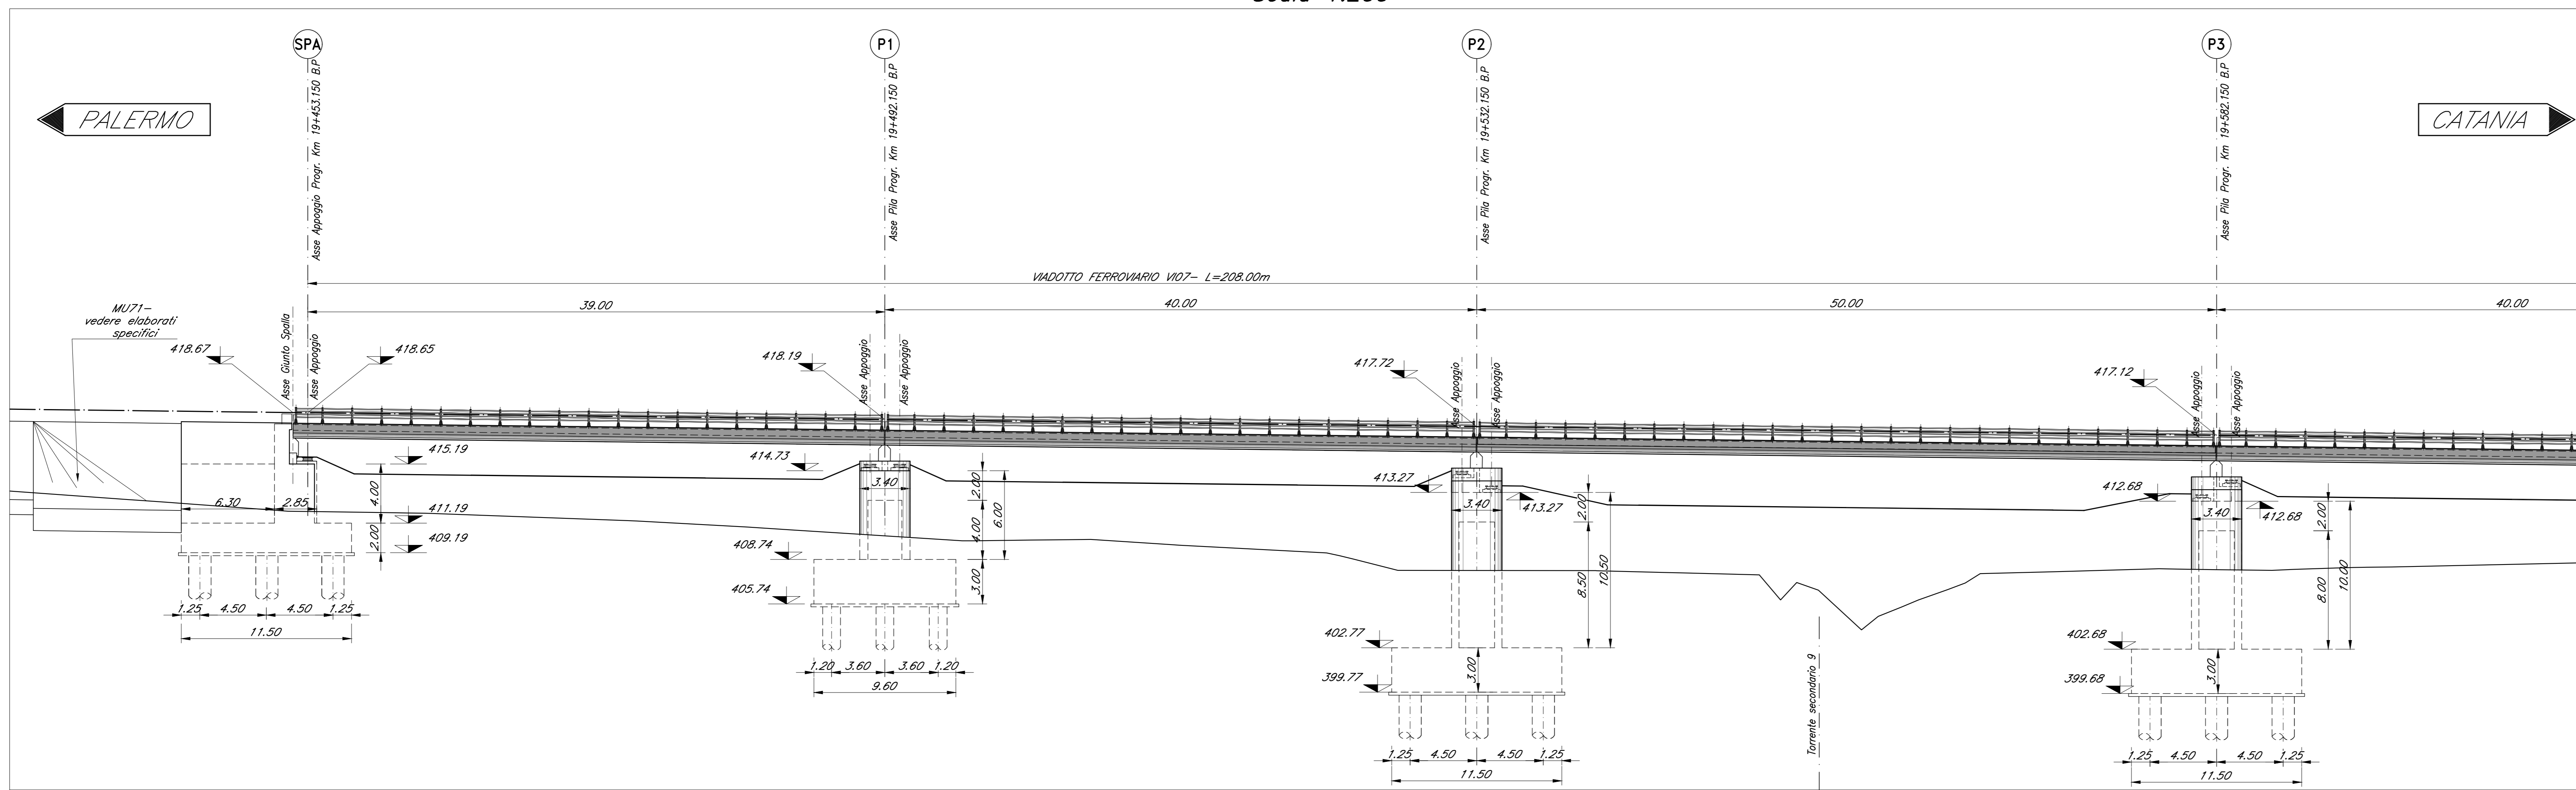 SPA
P1
P2
P3
Asse Appoggio Progr. Km 19+453.150 B.P
Asse Pila Progr. Km 19+492.150 B.P
Asse Pila Progr. Km 19+532.150 B.P
Asse Pila Progr. Km 19+582.150 B.P
PALERMO
CATANIA
VIADOTTO FERROVIARIO VI07- L=208.00m
39.00
40.00
50.00
40.00
MU71-
vedere elaborati
specifici
Asse Giunto Spalla
Asse Appoggio
418.67
418.65
418.19
Asse Appoggio
Asse Appoggio
417.72
Asse Appoggio
Asse Appoggio
417.12
Asse Appoggio
Asse Appoggio
415.19
411.19
409.19
6.30
2.85
4.00
2.00
1.25
4.50
4.50
1.25
11.50
414.73
3.40
2.00
4.00
6.00
3.00
408.74
405.74
1.20
3.60
3.60
1.20
9.60
413.27
3.40
413.27
2.00
8.50
10.50
402.77
3.00
399.77
1.25
4.50
4.50
1.25
11.50
Torrente secondario 9
412.68
3.40
412.68
2.00
8.00
10.00
402.68
3.00
399.68
1.25
4.50
4.50
1.25
11.50